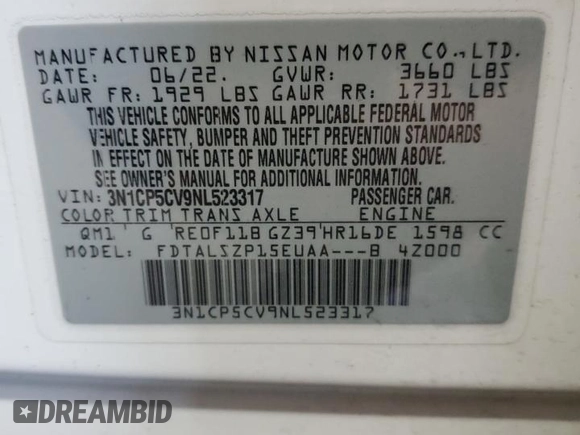 MANUFACTURED BY NISSAN MOTOR CO.,LTD.
DATE: 06/22. GVWR: 3660 LBS
GAWR FR: 1929 LBS GAWR RR: 1731 LBS
THIS VEHICLE CONFORMS TO ALL APPLICABLE FEDERAL MOTOR
VEHICLE SAFETY, BUMPER AND THEFT PREVENTION STANDARDS
IN EFFECT ON THE DATE OF MANUFACTURE SHOWN ABOVE.
SEE OWNER'S MANUAL FOR ADDITIONAL INFORMATION.
VIN: 3N1CP5CV9NL523317 PASSENGER CAR.
COLOR TRIM TRANS AXLE ENGINE
QM1 G RE0F11B GZ39 HR16DE 1598 CC
MODEL: FDTALSZP15EUAA---B 4Z000
3N1CP5CV9NL523317
DREAMBID